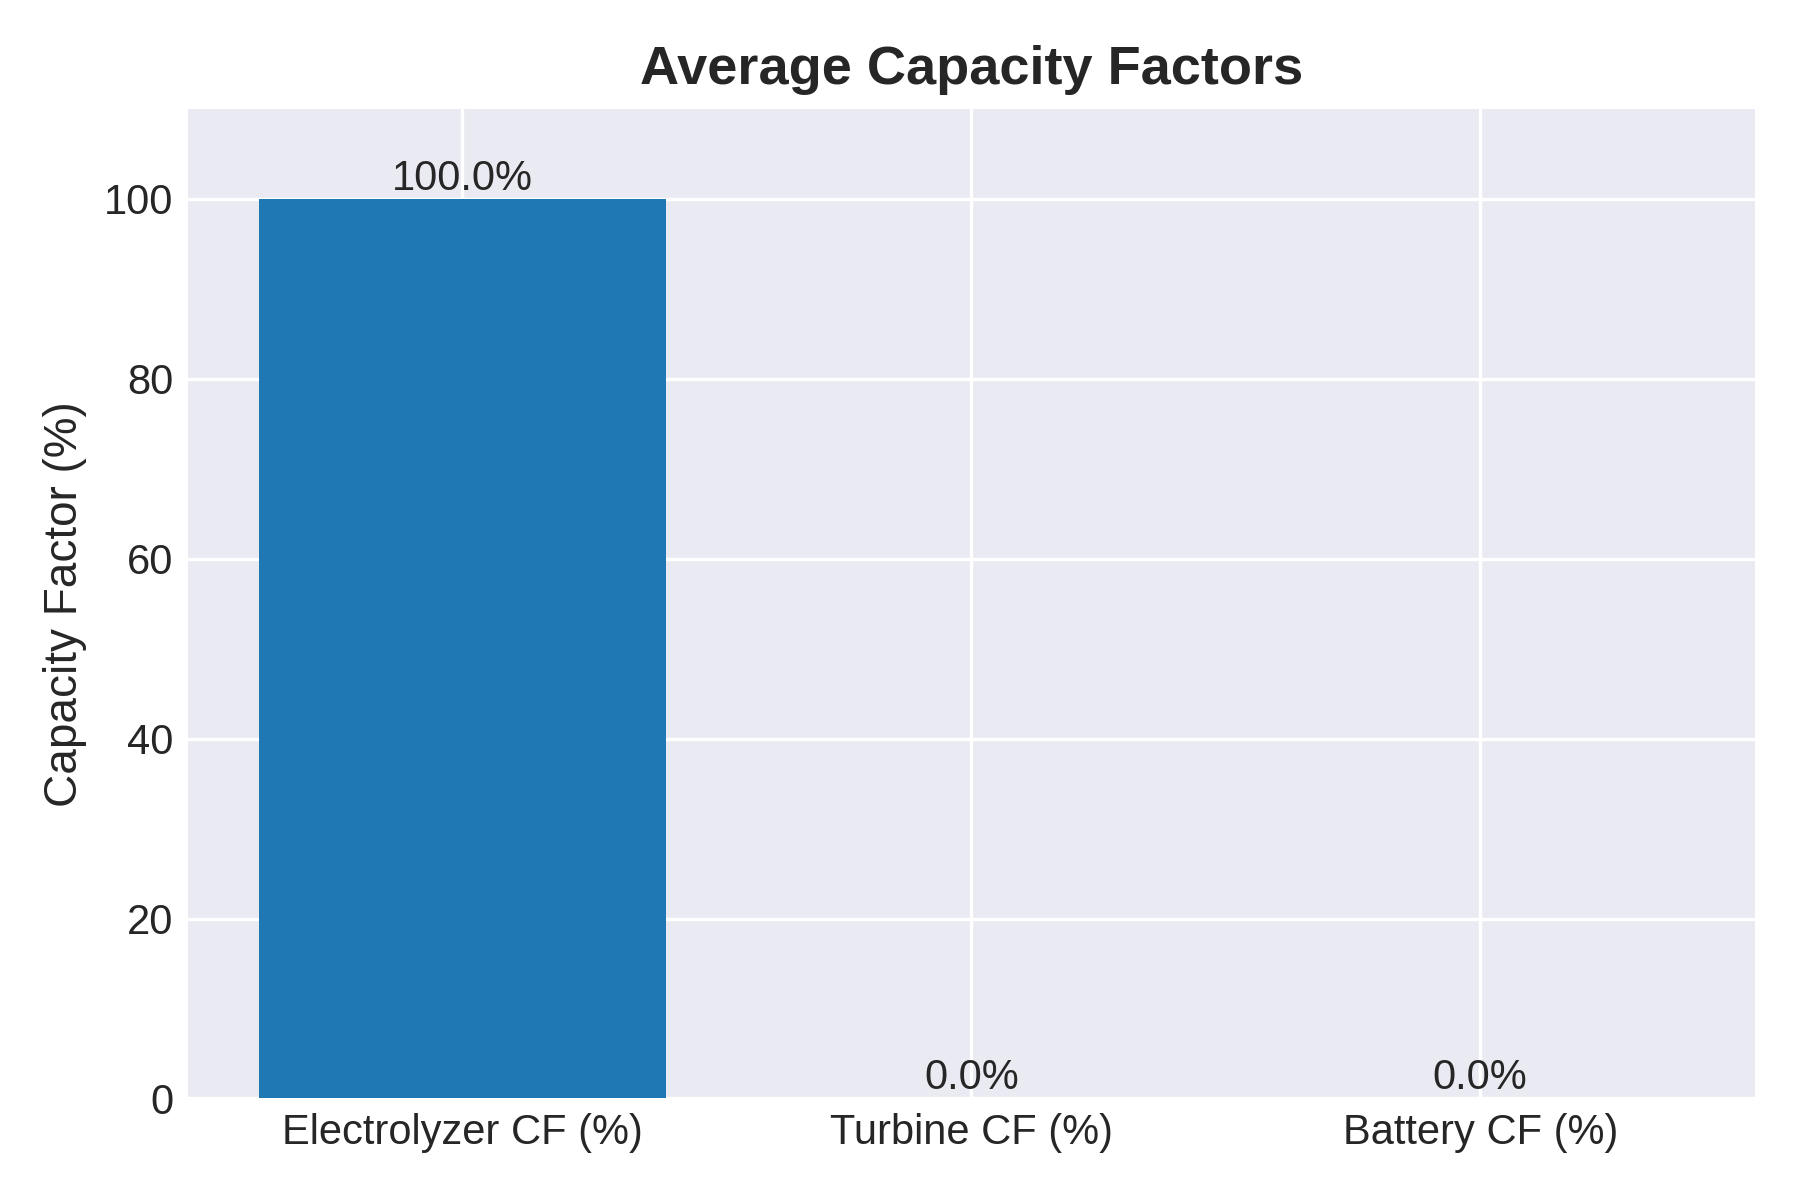 Average Capacity Factors
Capacity Factor (%)
100
80
60
40
20
0
100.0%
0.0%
0.0%
Electrolyzer CF (%)
Turbine CF (%)
Battery CF (%)